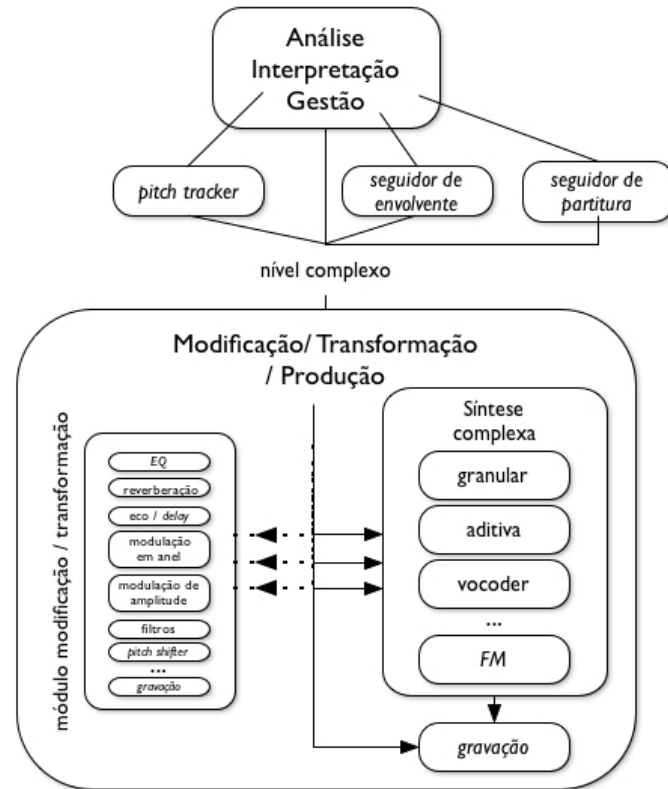 Análise
Interpretação
Gestão
pitch tracker
seguidor de
envolvente
seguidor de
partitura
nível complexo
Modificação/ Transformação
/ Produção
módulo modificação / transformação
EQ
reverberação
eco / delay
modulação
em anel
modulação de
amplitude
filtros
pitch shifter
...
gravação
Síntese
complexa
granular
aditiva
vocoder
...
FM
gravação